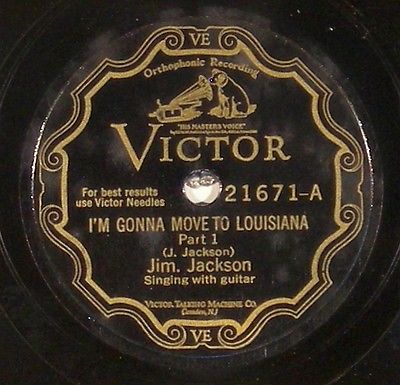 VE
Orthophonic Recording
"HIS MASTER'S VOICE"
VICTOR
For best results
use Victor Needles
21671-A
I'M GONNA MOVE TO LOUISIANA
Part 1
(J. Jackson)
Jim. Jackson
Singing with guitar
VICTOR TALKING MACHINE CO.
Camden, N.J.
VE